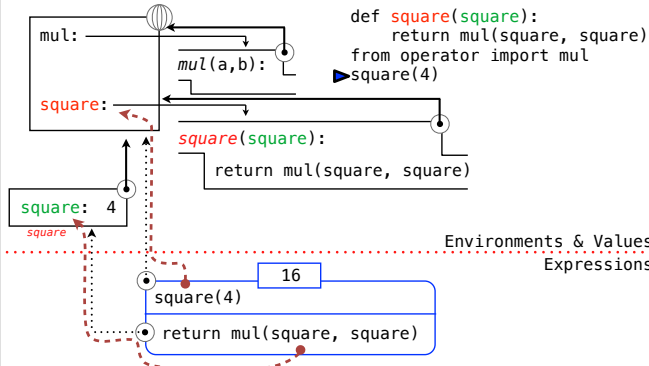 def square(square):
return mul(square, square)
from operator import mul
square(4)
mul:
mul(a,b):
square:
square(square):
return mul(square, square)
square: 4
square
Environments & Values
Expressions
16
square(4)
return mul(square, square)